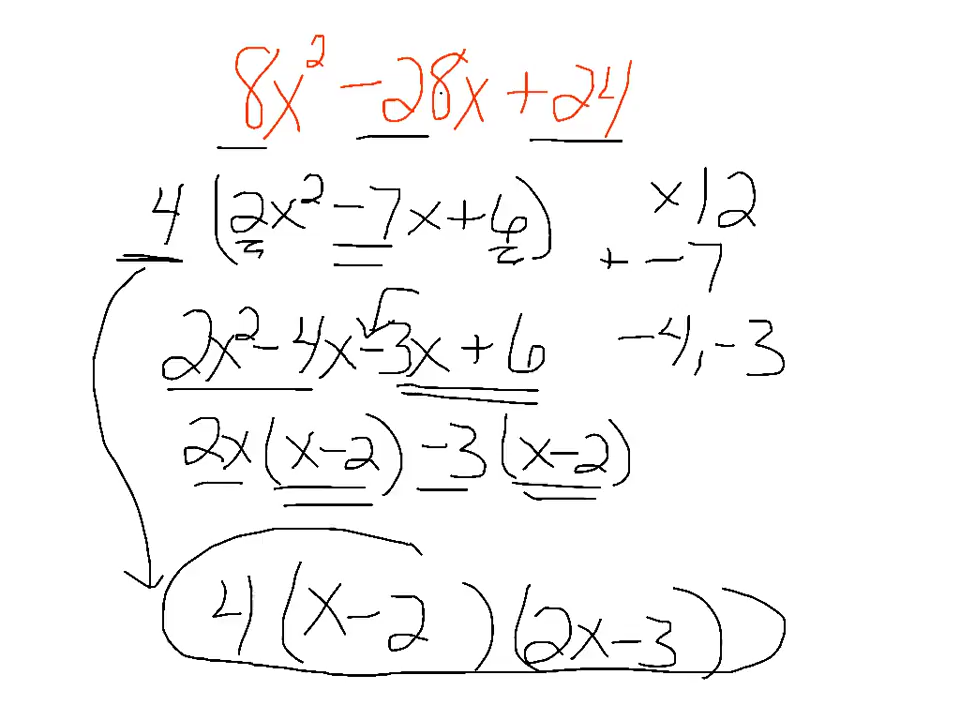 8x² - 28x + 24
4 (2x² - 7x + 6) x 12
+ -7
2x² - 4x - 3x + 6 -4, -3
2x (x - 2) - 3 (x - 2)
4 (x - 2) (2x - 3)